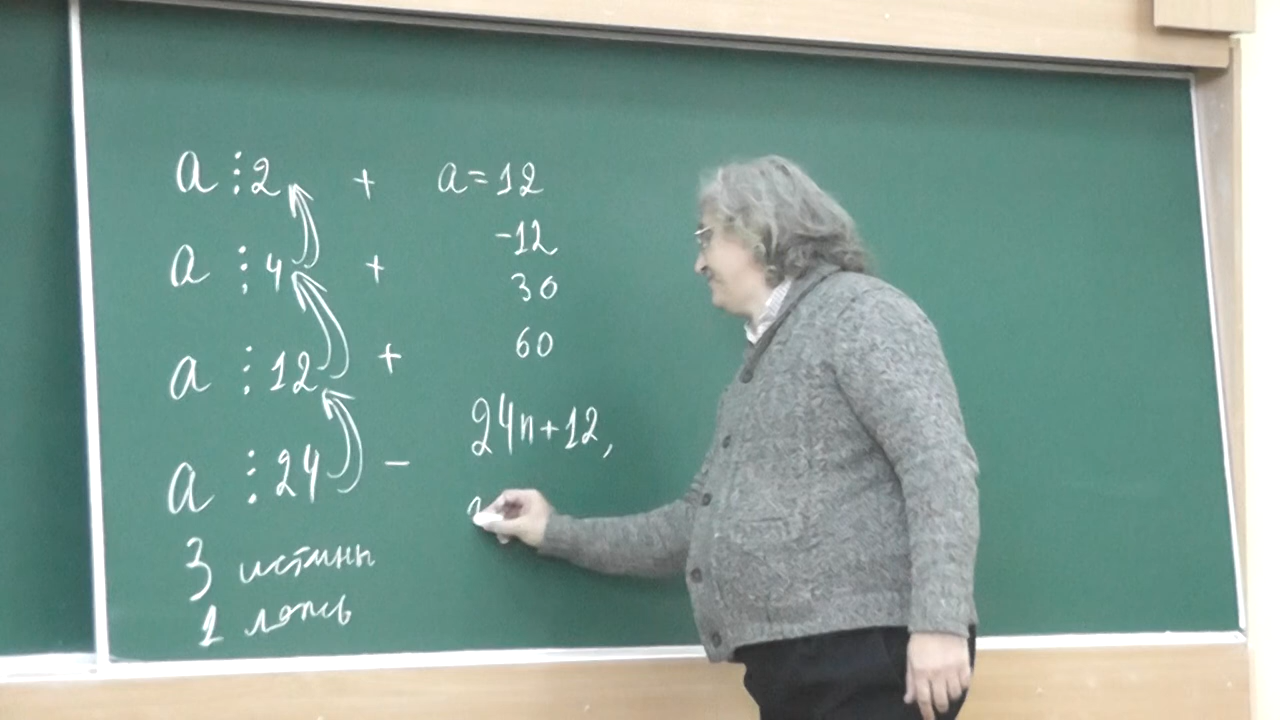 a ⋮ 2 + a = 12
-12
a ⋮ 4 +
30
a ⋮ 12 +
60
24n + 12,
a ⋮ 24 -
3 истины
1 ложь